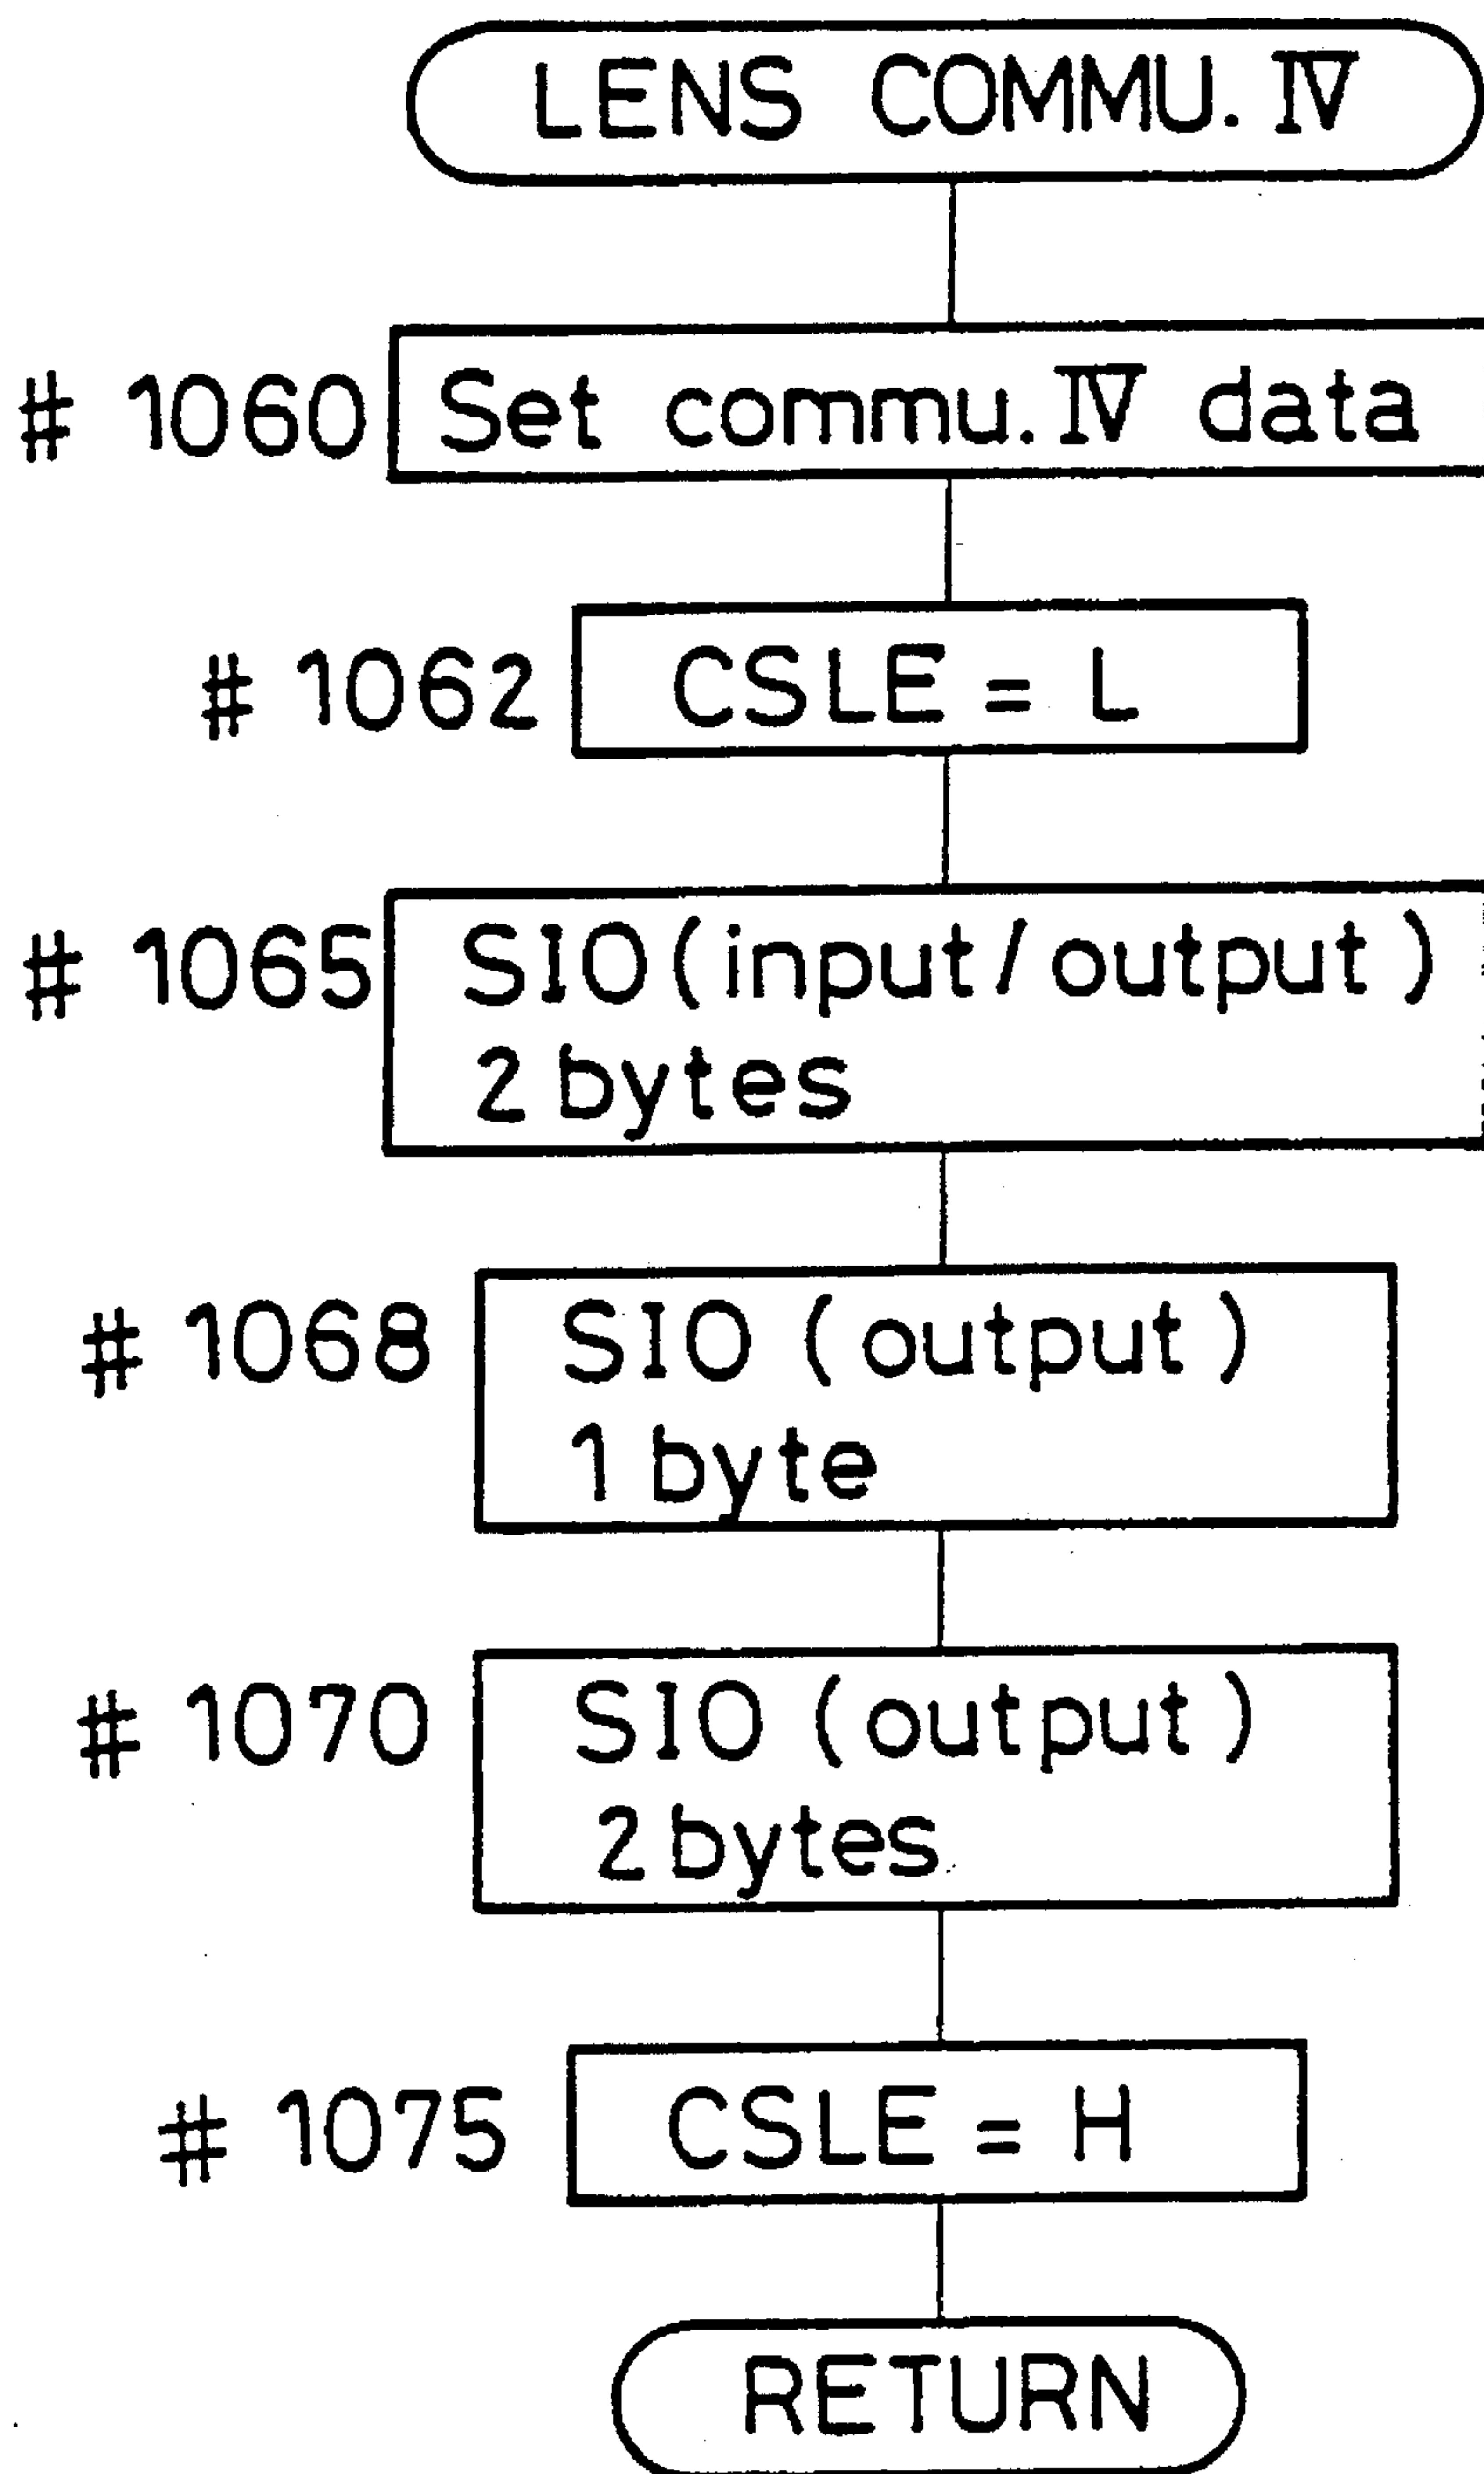 LENS COMMU. IV
# 1060 Set commu. IV data
# 1062 CSLE = L
# 1065 SIO (input/output)
2 bytes
# 1068 SIO (output)
1 byte
# 1070 SIO (output)
2 bytes
# 1075 CSLE = H
RETURN